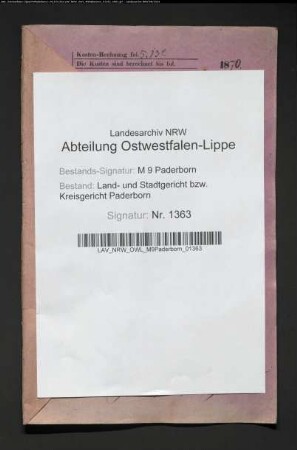 Kosten-Rechnung fol.
Die Kosten sind berechnet bis fol.
1870.
Landesarchiv NRW
Abteilung Ostwestfalen-Lippe
Bestands-Signatur: M 9 Paderborn
Bestand: Land- und Stadtgericht bzw.
Kreisgericht Paderborn
Signatur: Nr. 1363
LAV_NRW_OWL_M9Paderborn_01363